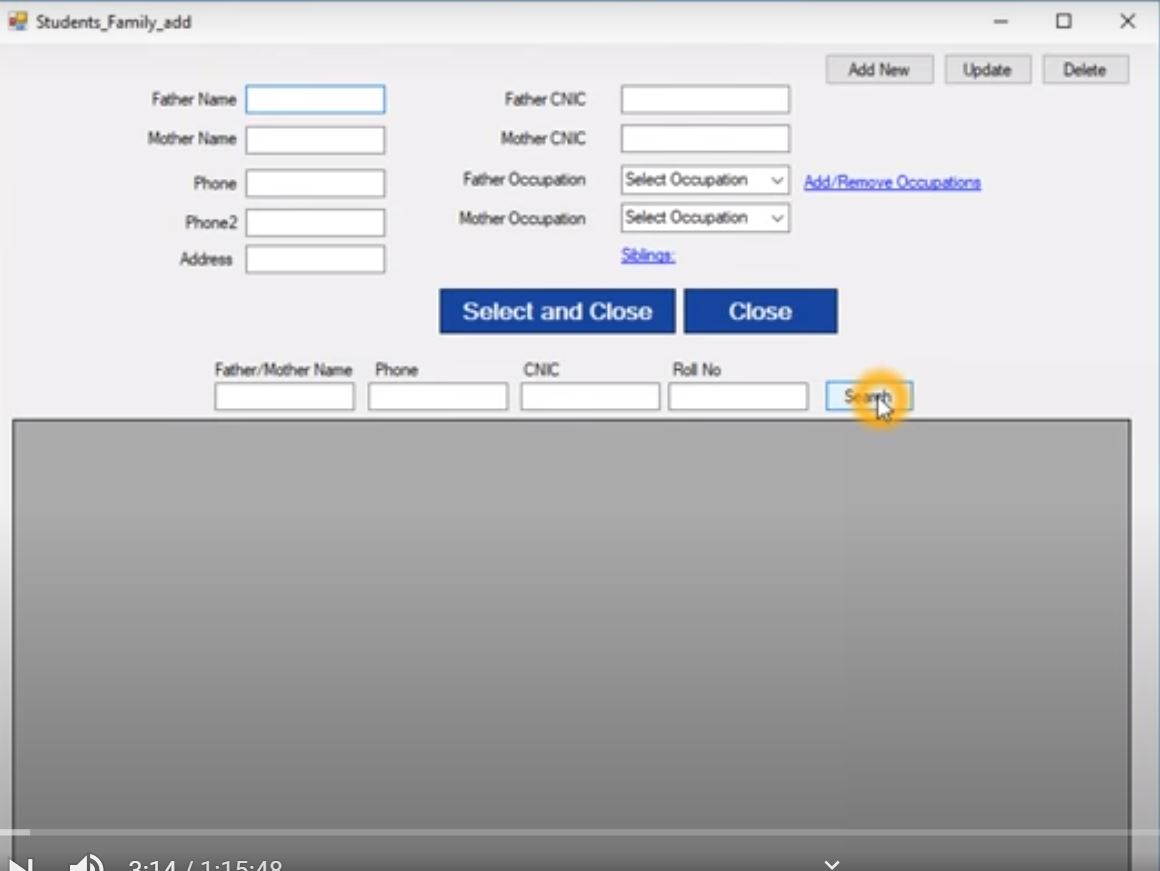 Students_Family_add
Add New Update Delete
Father Name Father CNIC
Mother Name Mother CNIC
Phone Father Occupation Select Occupation Add/Remove Occupations
Phone2 Mother Occupation Select Occupation
Address Siblings:
Select and Close Close
Father/Mother Name Phone CNIC Roll No
Search
3:14 / 1:15:48